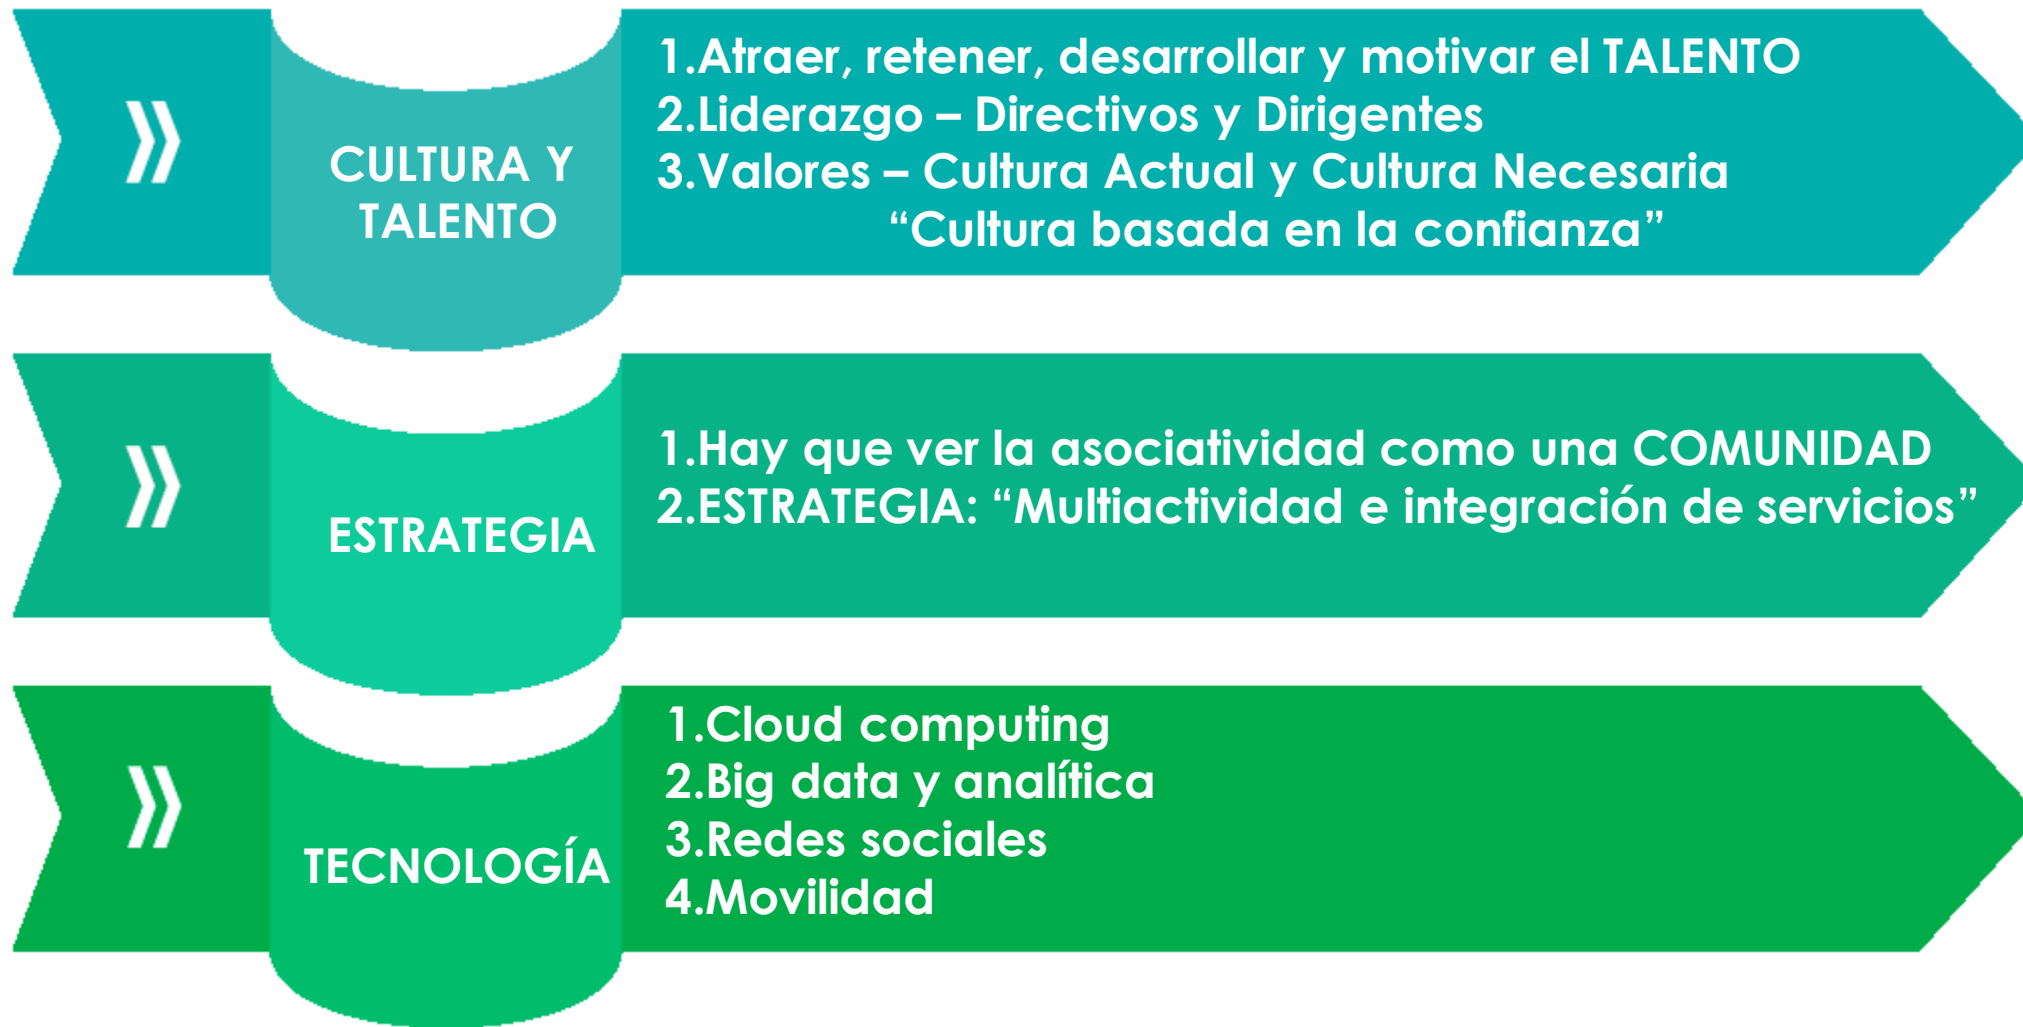 CULTURA Y
TALENTO
1.Atraer, retener, desarrollar y motivar el TALENTO
2.Liderazgo – Directivos y Dirigentes
3.Valores – Cultura Actual y Cultura Necesaria
“Cultura basada en la confianza”
ESTRATEGIA
1.Hay que ver la asociatividad como una COMUNIDAD
2.ESTRATEGIA: “Multiactividad e integración de servicios”
TECNOLOGÍA
1.Cloud computing
2.Big data y analítica
3.Redes sociales
4.Movilidad